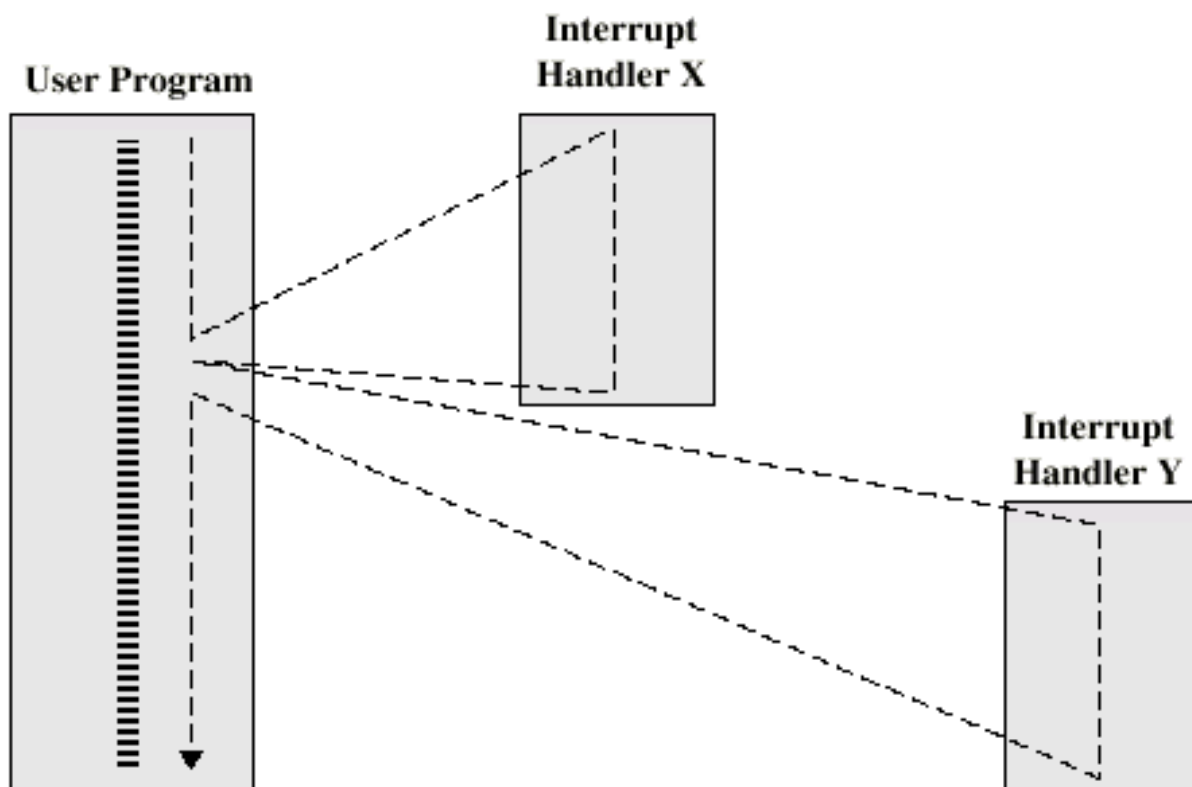 User Program
Interrupt
Handler X
Interrupt
Handler Y